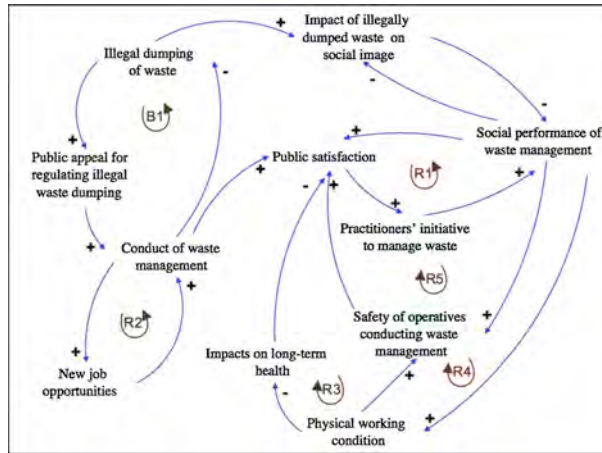 Impact of illegally
dumped waste on
social image
Illegal dumping
of waste
+
+
-
-
-
B1
+
+
Social performance of
waste management
Public appeal for
regulating illegal
waste dumping
Public satisfaction
+
-
+
R1
+
+
Practitioners' initiative
to manage waste
+
Conduct of waste
management
+
R5
R2
Safety of operatives
conducting waste
management
+
+
New job
opportunities
Impacts on long-term
health
R3
R4
-
+
+
Physical working
condition